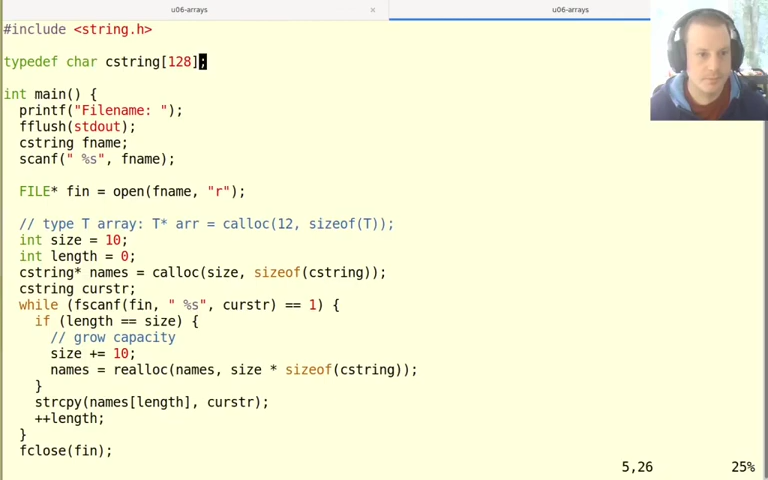 u06-arrays × u06-arrays
#include <string.h>
typedef char cstring[128];
int main() {
printf("Filename: ");
fflush(stdout);
cstring fname;
scanf(" %s", fname);
FILE* fin = open(fname, "r");
// type T array: T* arr = calloc(12, sizeof(T));
int size = 10;
int length = 0;
cstring* names = calloc(size, sizeof(cstring));
cstring curstr;
while (fscanf(fin, " %s", curstr) == 1) {
if (length == size) {
// grow capacity
size += 10;
names = realloc(names, size * sizeof(cstring));
}
strcpy(names[length], curstr);
++length;
}
fclose(fin);
5,26 25%